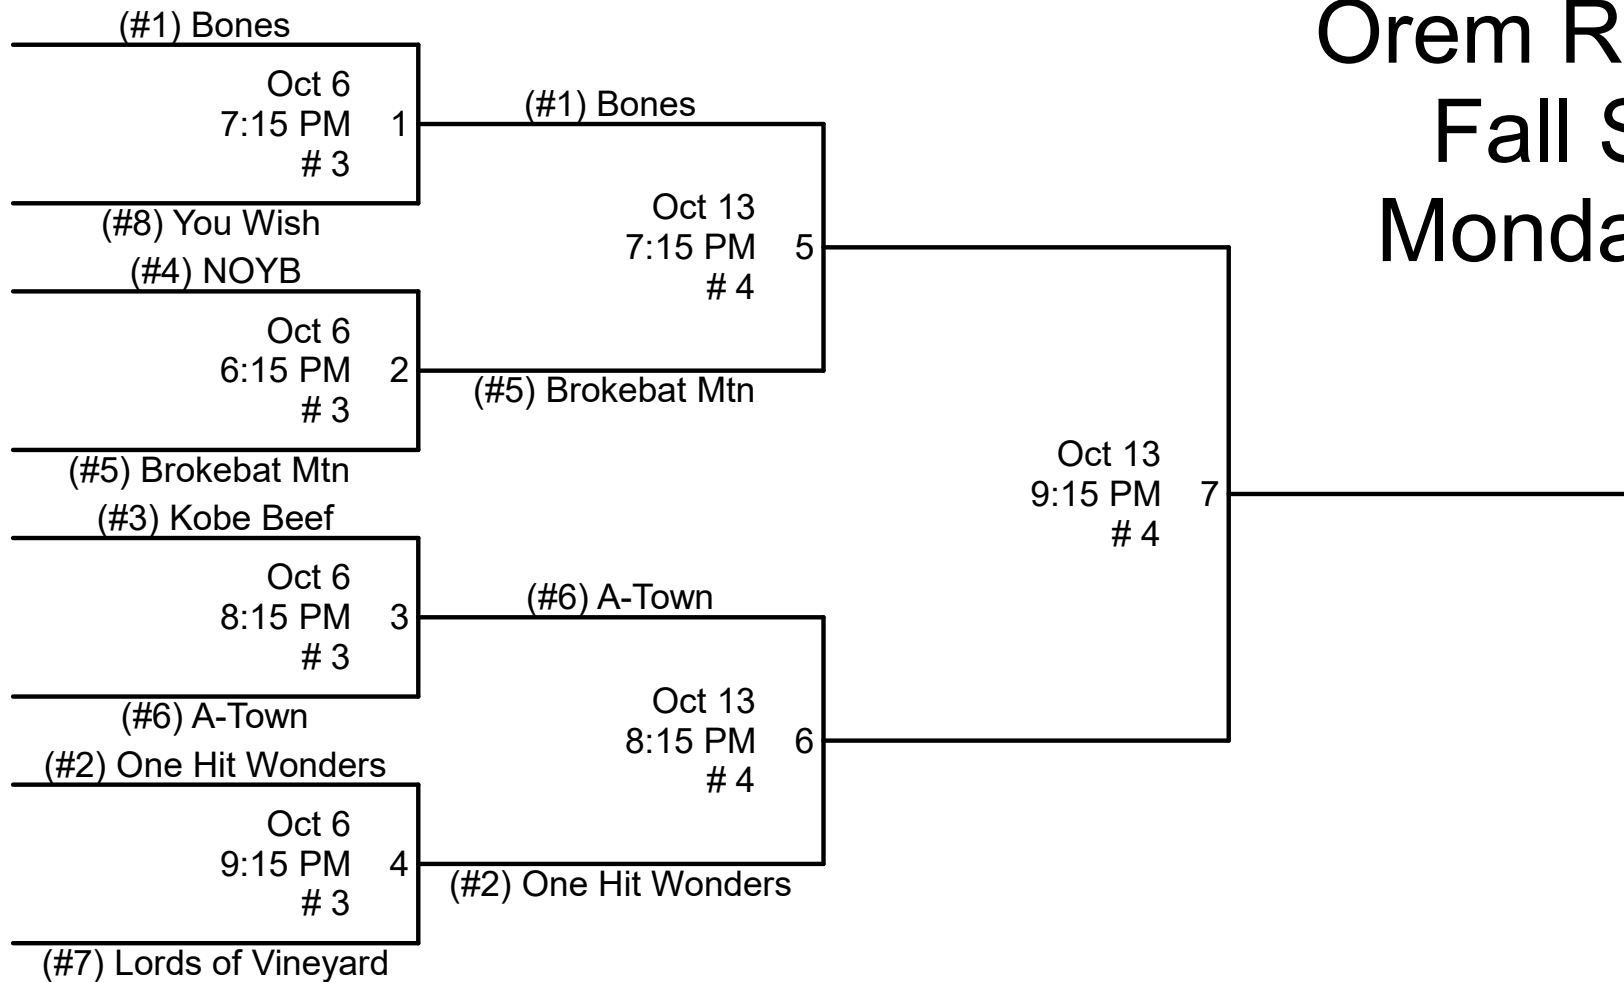 (#1) Bones
Oct 6
7:15 PM 1
# 3
(#8) You Wish
(#4) NOYB
Oct 6
6:15 PM 2
# 3
(#5) Brokebat Mtn
(#3) Kobe Beef
Oct 6
8:15 PM 3
# 3
(#6) A-Town
(#2) One Hit Wonders
Oct 6
9:15 PM 4
# 3
(#7) Lords of Vineyard
(#1) Bones
Oct 13
7:15 PM 5
# 4
(#5) Brokebat Mtn
(#6) A-Town
Oct 13
8:15 PM 6
# 4
(#2) One Hit Wonders
Oct 13
9:15 PM 7
# 4
Orem
Fall